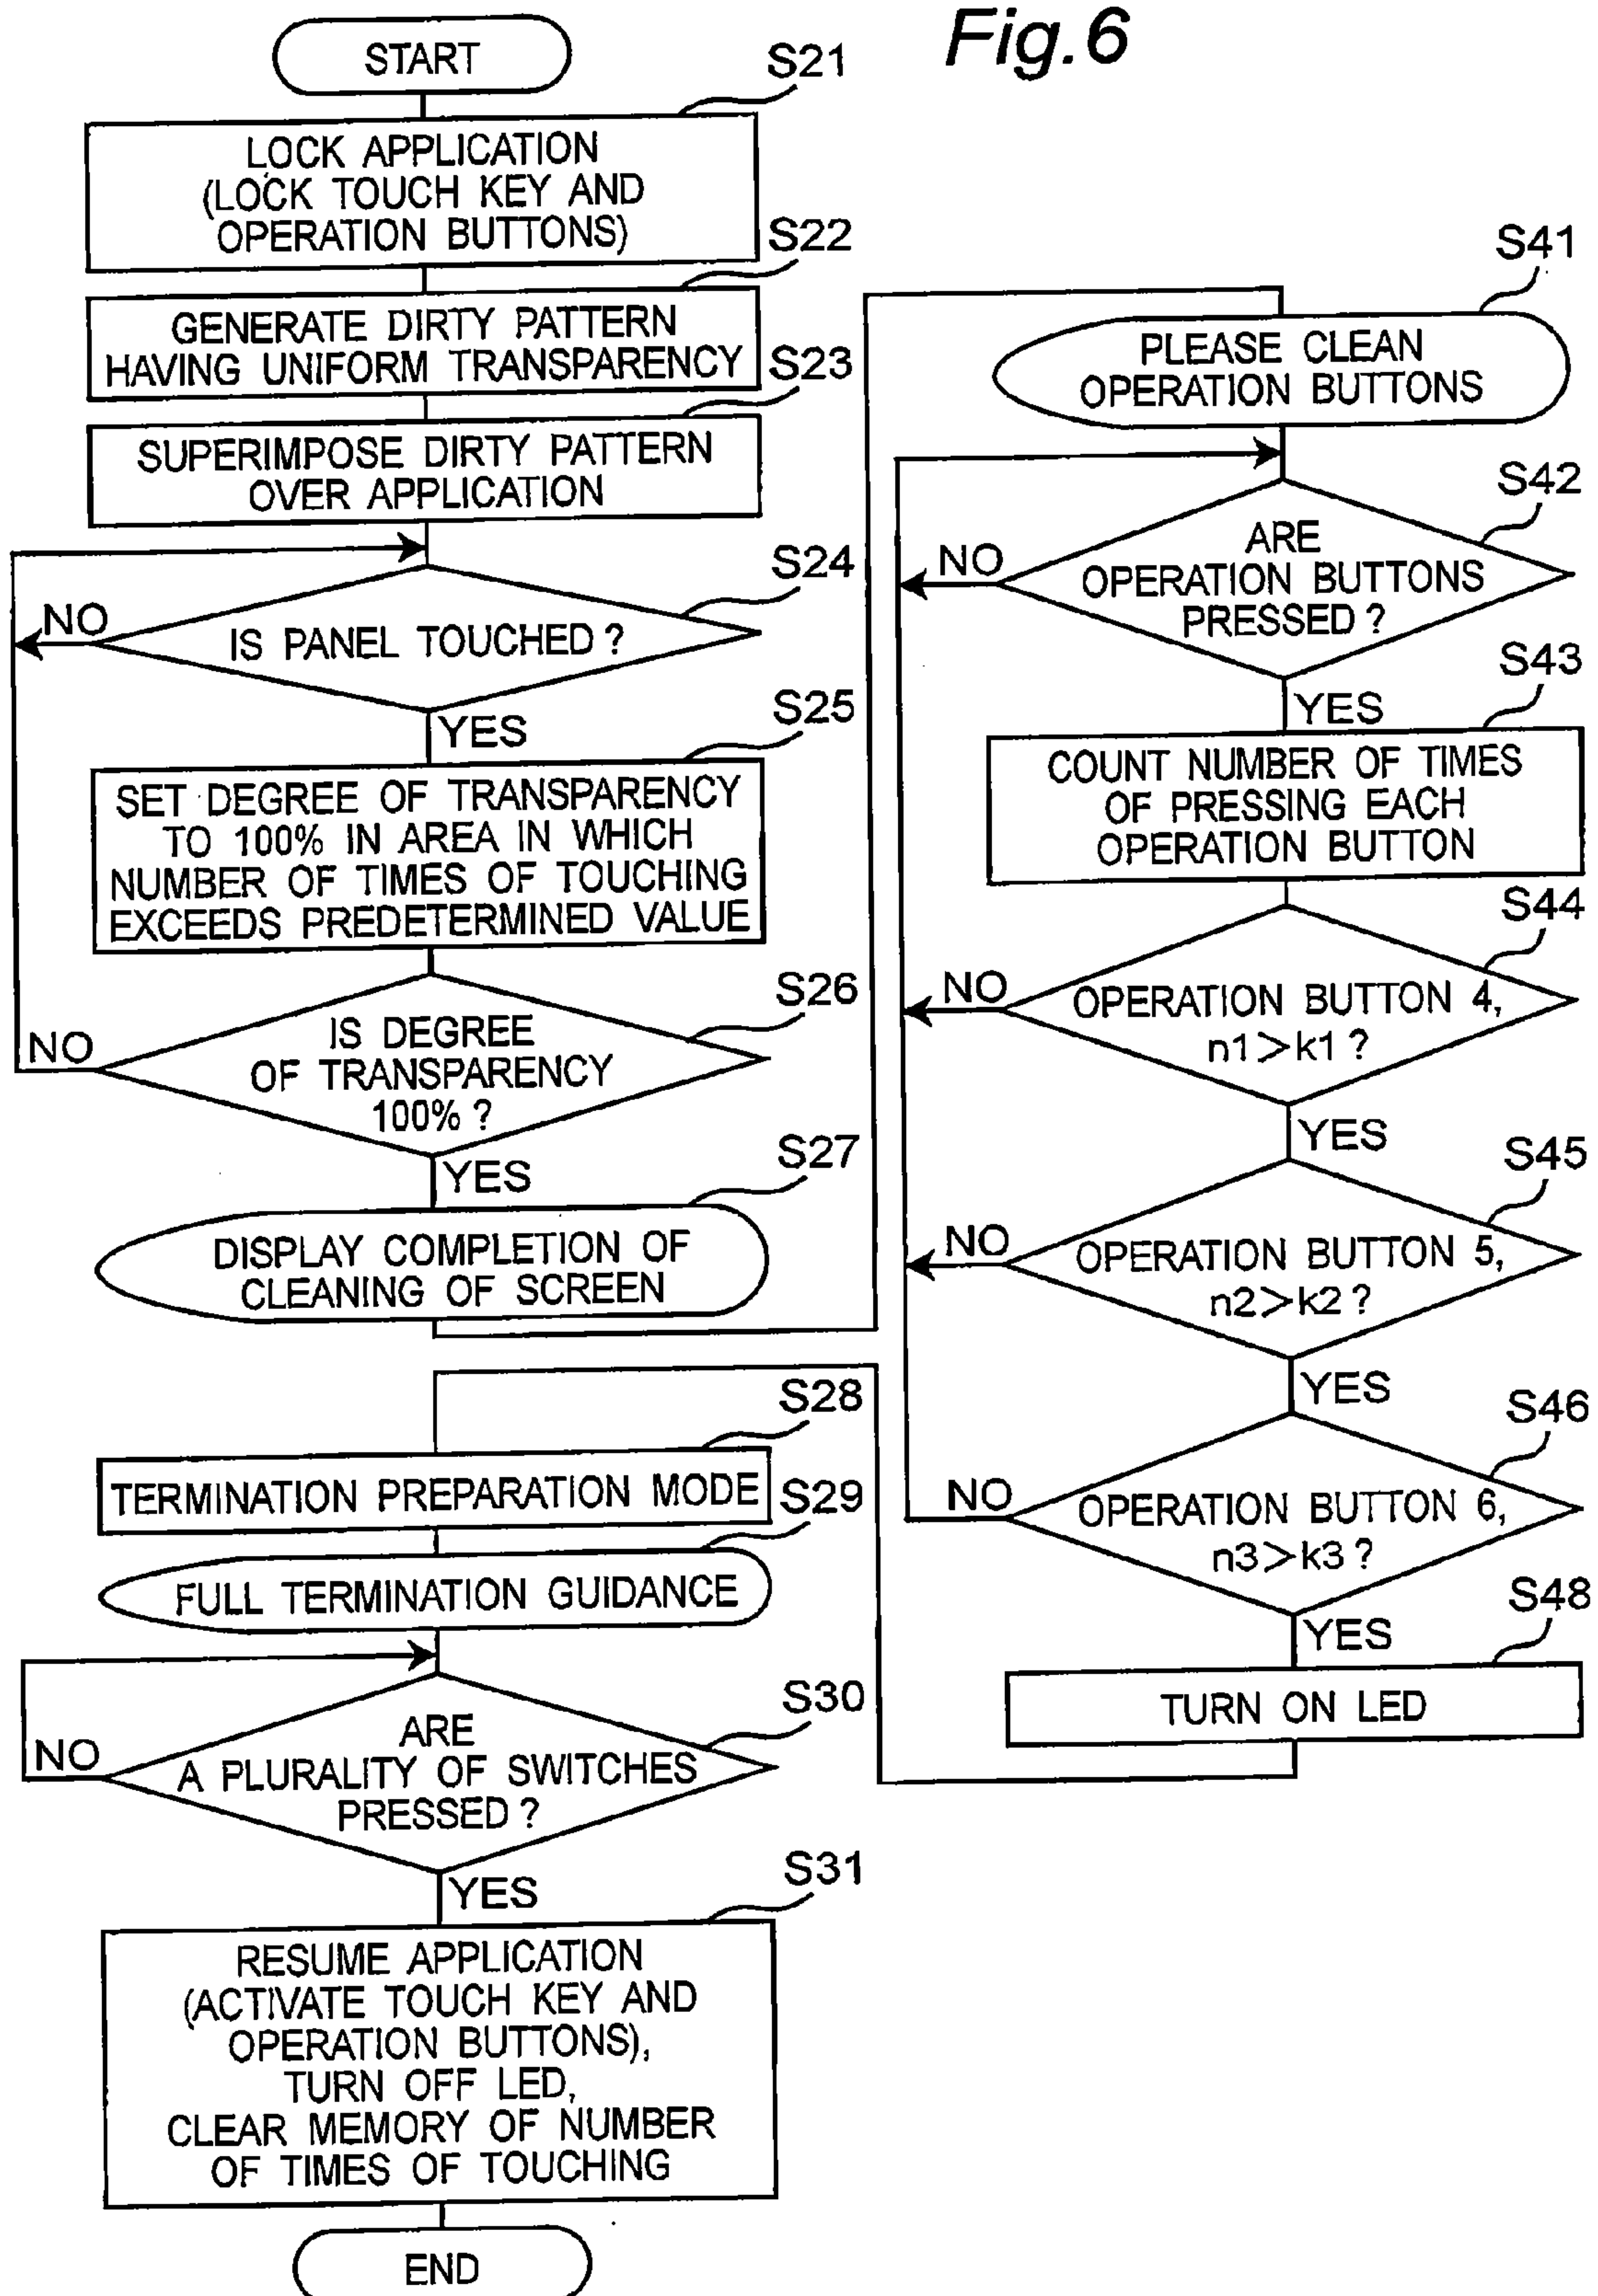 Fig.6
START
S21
LOCK APPLICATION
(LOCK TOUCH KEY AND
OPERATION BUTTONS)
S22
GENERATE DIRTY PATTERN
HAVING UNIFORM TRANSPARENCY
S23
SUPERIMPOSE DIRTY PATTERN
OVER APPLICATION
S24
NO
IS PANEL TOUCHED ?
YES
S25
SET DEGREE OF TRANSPARENCY
TO 100% IN AREA IN WHICH
NUMBER OF TIMES OF TOUCHING
EXCEEDS PREDETERMINED VALUE
S26
NO
IS DEGREE
OF TRANSPARENCY
100% ?
YES
S27
DISPLAY COMPLETION OF
CLEANING OF SCREEN
S41
PLEASE CLEAN
OPERATION BUTTONS
S42
NO
ARE
OPERATION BUTTONS
PRESSED ?
YES
S43
COUNT NUMBER OF TIMES
OF PRESSING EACH
OPERATION BUTTON
S44
NO
OPERATION BUTTON 4,
n1>k1 ?
YES
S45
NO
OPERATION BUTTON 5,
n2>k2 ?
YES
S46
NO
OPERATION BUTTON 6,
n3>k3 ?
YES
S48
TURN ON LED
S28
TERMINATION PREPARATION MODE
S29
FULL TERMINATION GUIDANCE
S30
NO
ARE
A PLURALITY OF SWITCHES
PRESSED ?
YES
S31
RESUME APPLICATION
(ACTIVATE TOUCH KEY AND
OPERATION BUTTONS),
TURN OFF LED,
CLEAR MEMORY OF NUMBER
OF TIMES OF TOUCHING
END